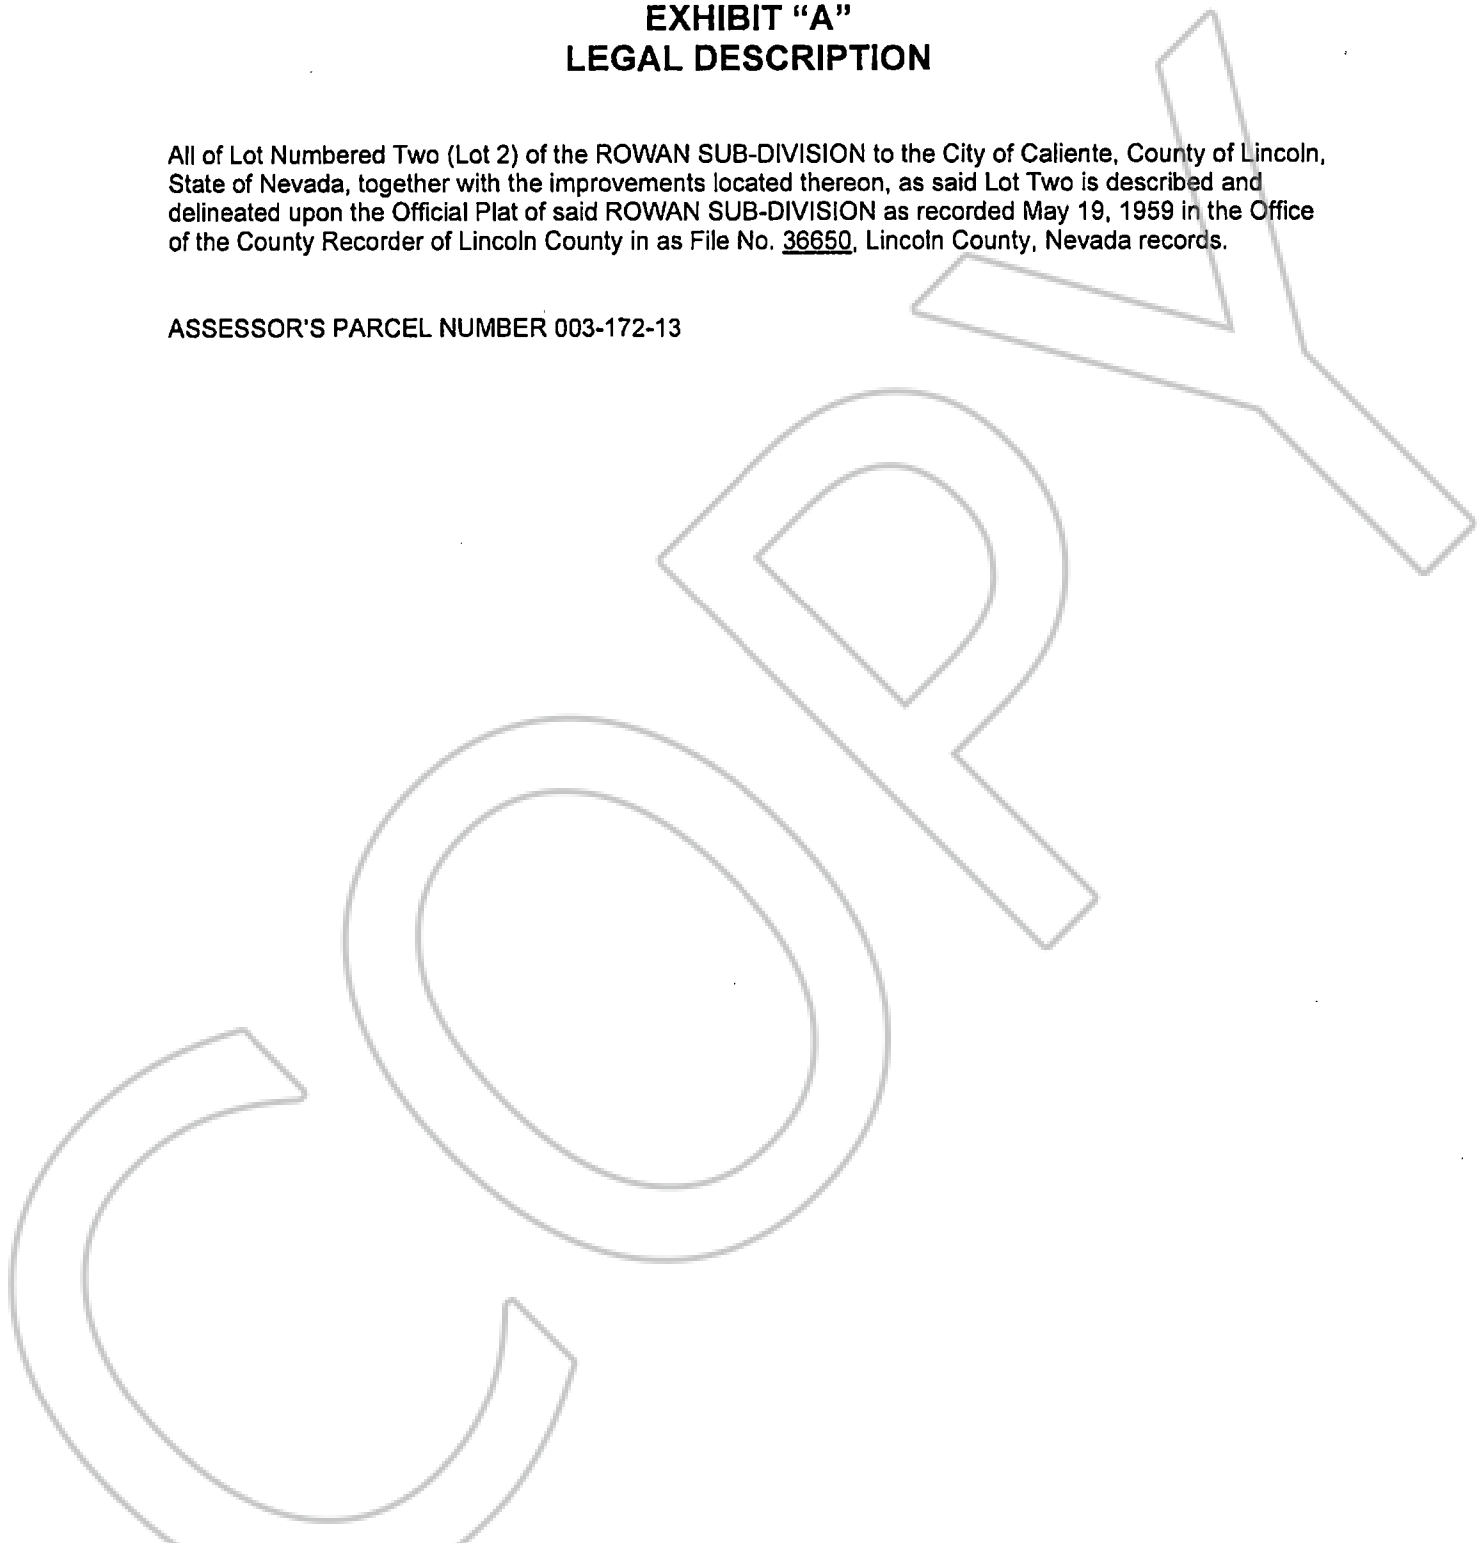 EXHIBIT “A”
LEGAL DESCRIPTION
All of Lot Numbered Two (Lot 2) of the ROWAN SUB-DIVISION to the City of Caliente, County of Lincoln,
State of Nevada, together with the improvements located thereon, as said Lot Two is described and
delineated upon the Official Plat of said ROWAN SUB-DIVISION as recorded May 19, 1959 in the Office
of the County Recorder of Lincoln County in as File No. 36650, Lincoln County, Nevada records.
ASSESSOR'S PARCEL NUMBER 003-172-13
COPY